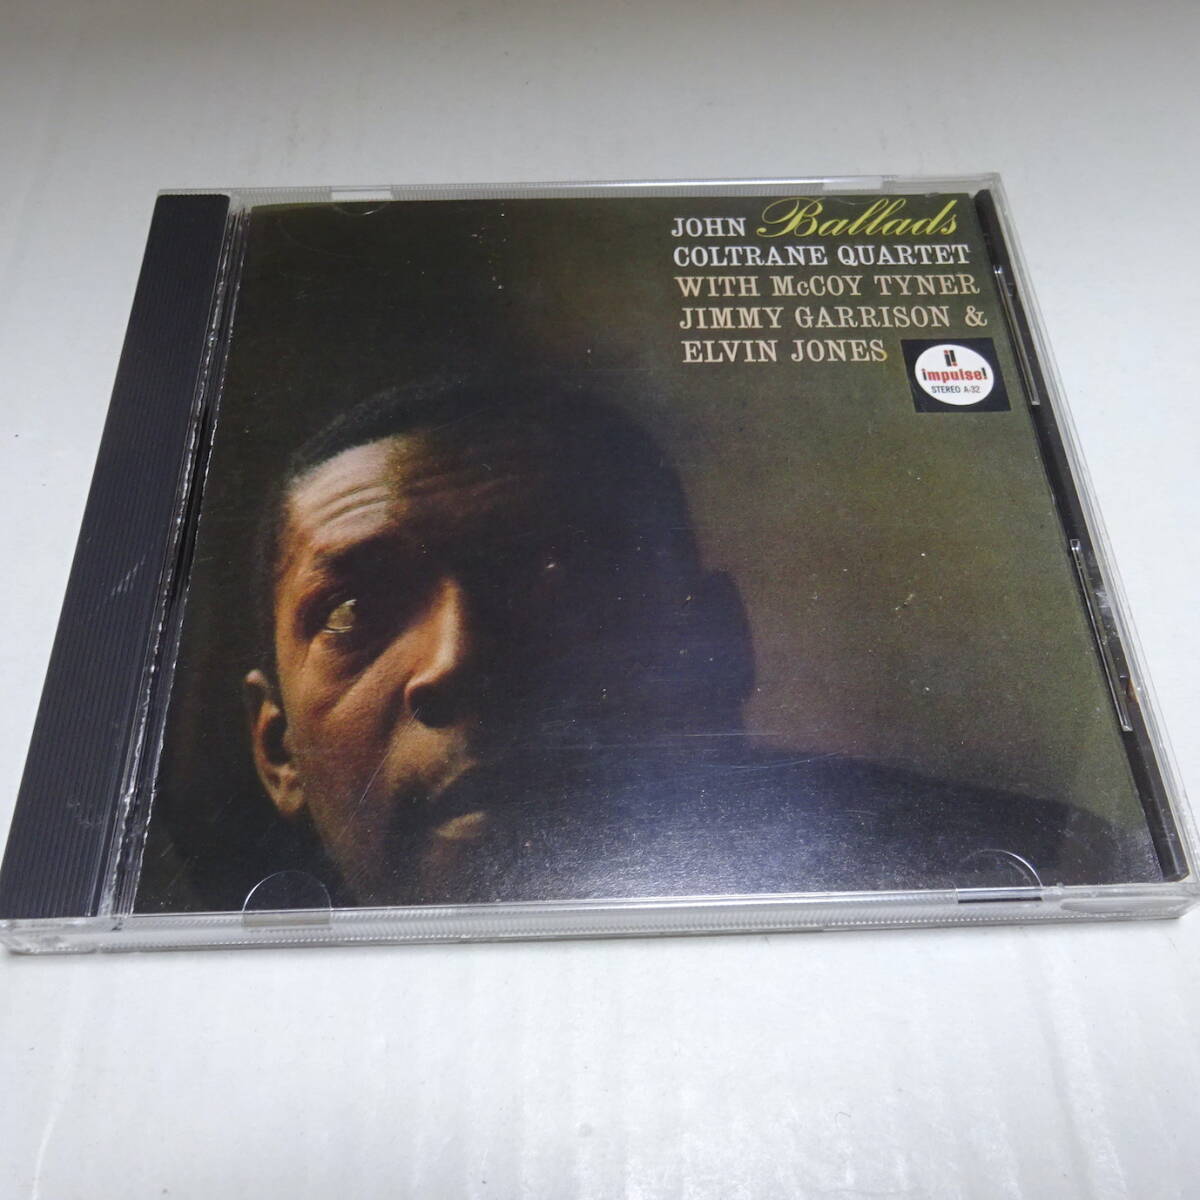 JOHN Ballads
COLTRANE QUARTET
WITH McCOY TYNER
JIMMY GARRISON &
ELVIN JONES
i!
impulse!
STEREO A-32